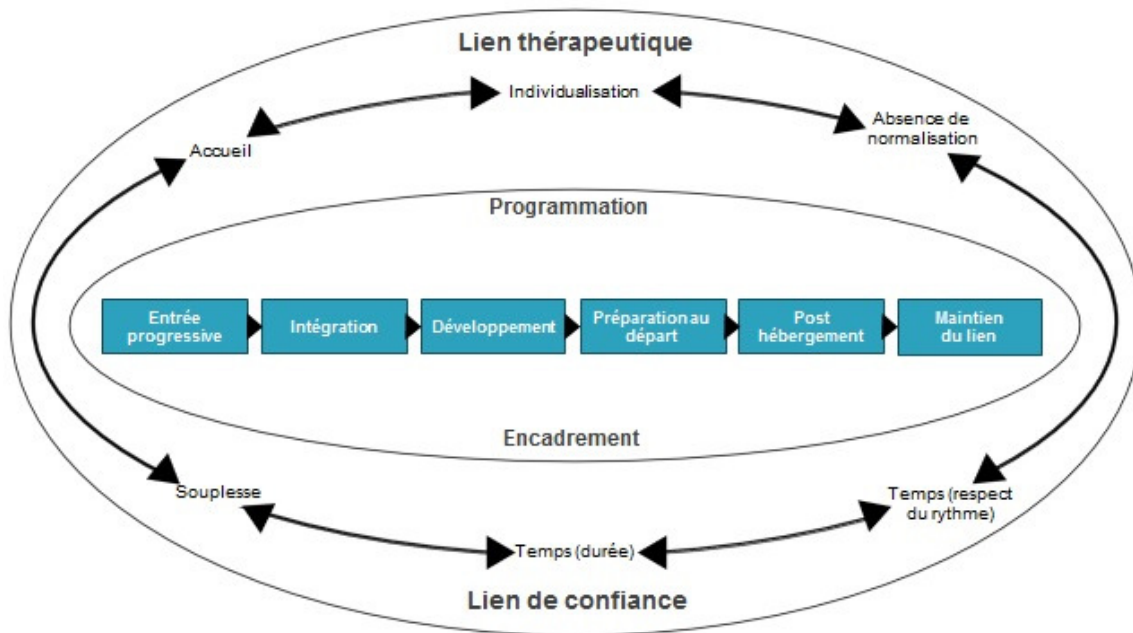 Lien thérapeutique
Individualisation
Absence de
normalisation
Accueil
Programmation
Entrée
progressive
Intégration
Développement
Préparation au
départ
Post
hébergement
Maintien
du lien
Encadrement
Souplesse
Temps (respect
du rythme)
Temps (durée)
Lien de confiance